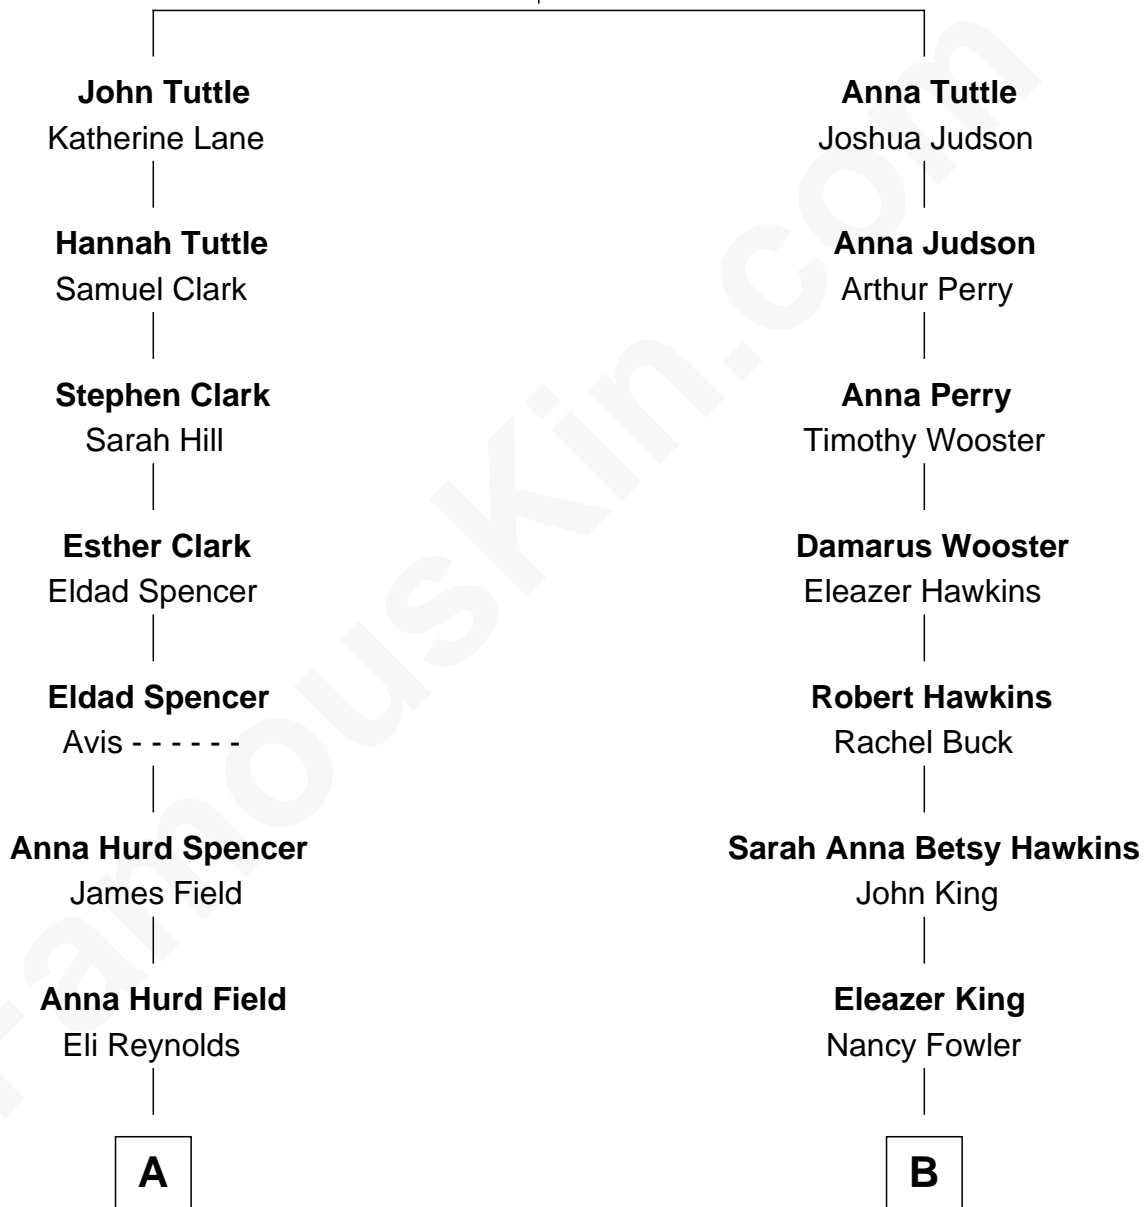 John Tuttle
Katherine Lane
Hannah Tuttle
Samuel Clark
Stephen Clark
Sarah Hill
Esther Clark
Eldad Spencer
Eldad Spencer
Avis - - - - - -
Anna Hurd Spencer
James Field
Anna Hurd Field
Eli Reynolds
A
Anna Tuttle
Joshua Judson
Anna Judson
Arthur Perry
Anna Perry
Timothy Wooster
Damarus Wooster
Eleazer Hawkins
Robert Hawkins
Rachel Buck
Sarah Anna Betsy Hawkins
John King
Eleazer King
Nancy Fowler
B
FamousKin.com